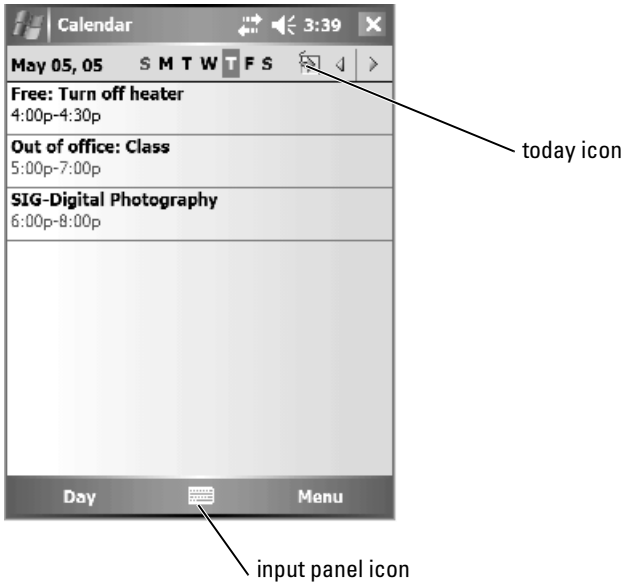 Calendar 3:39
May 05, 05 S M T W T F S
Free: Turn off heater
4:00p-4:30p
today icon
Out of office: Class
5:00p-7:00p
SIG-Digital Photography
6:00p-8:00p
Day Menu
input panel icon